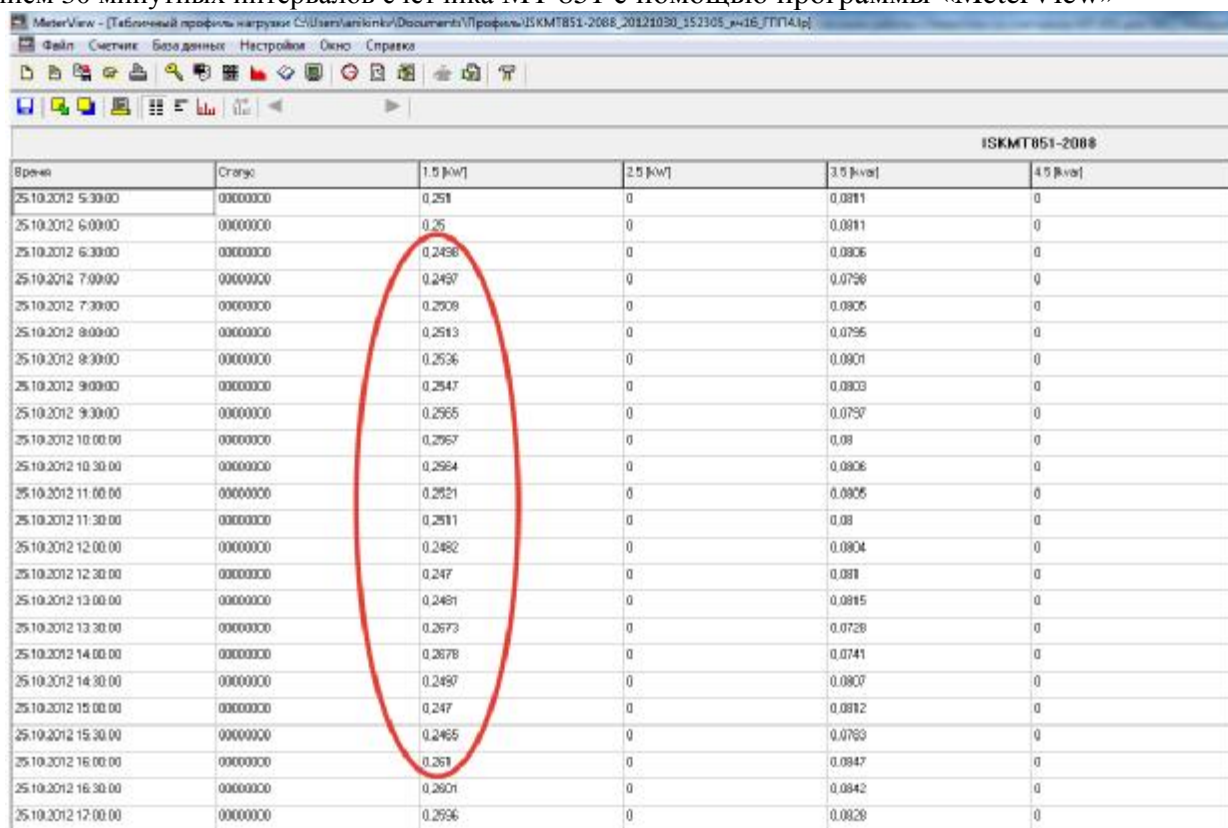 нием 30 минутных интервалов счетчика МТ 851 с помощью программы «MeterView»
MeterView - [Табличный профиль нагрузки C:\Users\anikinkv\Documents\Профиль\ISKMT851-2088_20121030_152305_яч16_ГПП4.lp]
Файл Счетчик База данных Настройки Окно Справка
ISKMT851-2088
Время Статус 1.5 [kW] 2.5 [kW] 3.5 [kvar] 4.5 [kvar]
25.10.2012 5:30:00 00000000 0,251 0 0,0811 0
25.10.2012 6:00:00 00000000 0,25 0 0,0811 0
25.10.2012 6:30:00 00000000 0,2498 0 0,0806 0
25.10.2012 7:00:00 00000000 0,2497 0 0,0798 0
25.10.2012 7:30:00 00000000 0,2509 0 0,0805 0
25.10.2012 8:00:00 00000000 0,2513 0 0,0795 0
25.10.2012 8:30:00 00000000 0,2536 0 0,0801 0
25.10.2012 9:00:00 00000000 0,2547 0 0,0803 0
25.10.2012 9:30:00 00000000 0,2565 0 0,0797 0
25.10.2012 10:00:00 00000000 0,2567 0 0,08 0
25.10.2012 10:30:00 00000000 0,2564 0 0,0806 0
25.10.2012 11:00:00 00000000 0,2521 0 0,0805 0
25.10.2012 11:30:00 00000000 0,2511 0 0,08 0
25.10.2012 12:00:00 00000000 0,2482 0 0,0804 0
25.10.2012 12:30:00 00000000 0,247 0 0,081 0
25.10.2012 13:00:00 00000000 0,2481 0 0,0815 0
25.10.2012 13:30:00 00000000 0,2673 0 0,0728 0
25.10.2012 14:00:00 00000000 0,2678 0 0,0741 0
25.10.2012 14:30:00 00000000 0,2497 0 0,0807 0
25.10.2012 15:00:00 00000000 0,247 0 0,0812 0
25.10.2012 15:30:00 00000000 0,2465 0 0,0783 0
25.10.2012 16:00:00 00000000 0,261 0 0,0847 0
25.10.2012 16:30:00 00000000 0,2601 0 0,0842 0
25.10.2012 17:00:00 00000000 0,2596 0 0,0828 0